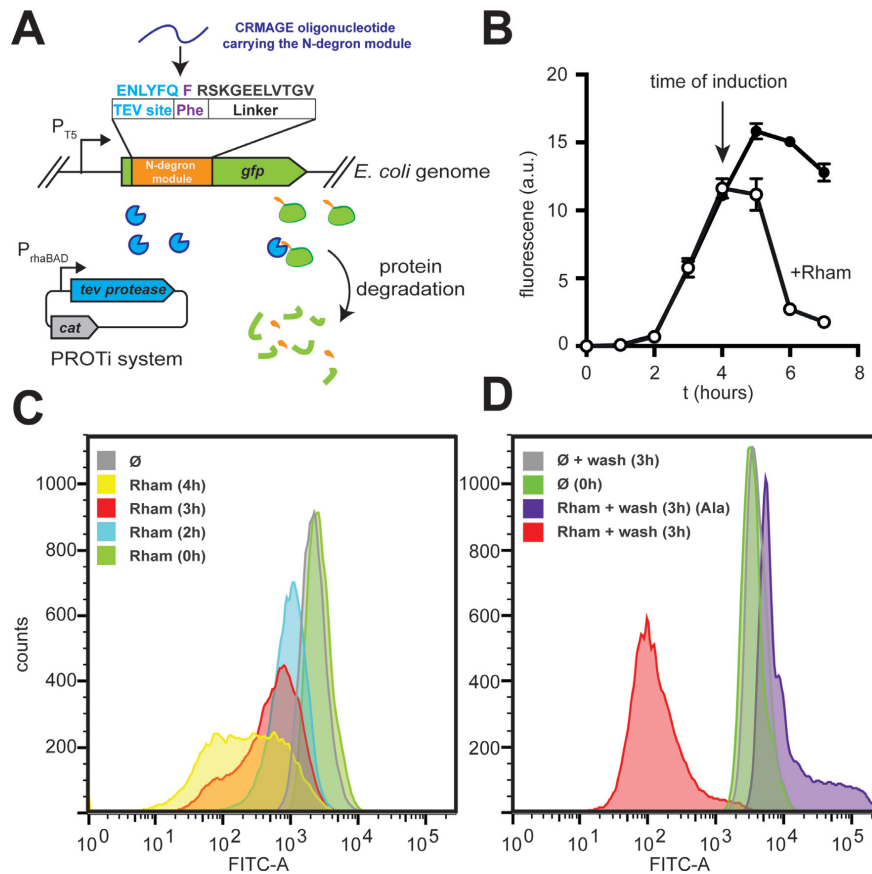 A
CRMAGE oligonucleotide
carrying the N-degron module
ENLYFQ F RSKGEELVTGV
TEV site Phe Linker
PT5
N-degron
module
gfp
E. coli genome
PrhaBAD
tev protease
cat
PROTi system
protein
degradation
B
time of induction
fluorescene (a.u.)
20
15
10
5
0
+Rham
0 2 4 6 8
t (hours)
C
Ø
Rham (4h)
Rham (3h)
Rham (2h)
Rham (0h)
counts
1000
800
600
400
200
10^0 10^1 10^2 10^3 10^4 10^5
FITC-A
D
Ø + wash (3h)
Ø (0h)
Rham + wash (3h) (Ala)
Rham + wash (3h)
1000
800
600
400
200
10^0 10^1 10^2 10^3 10^4 10^5
FITC-A